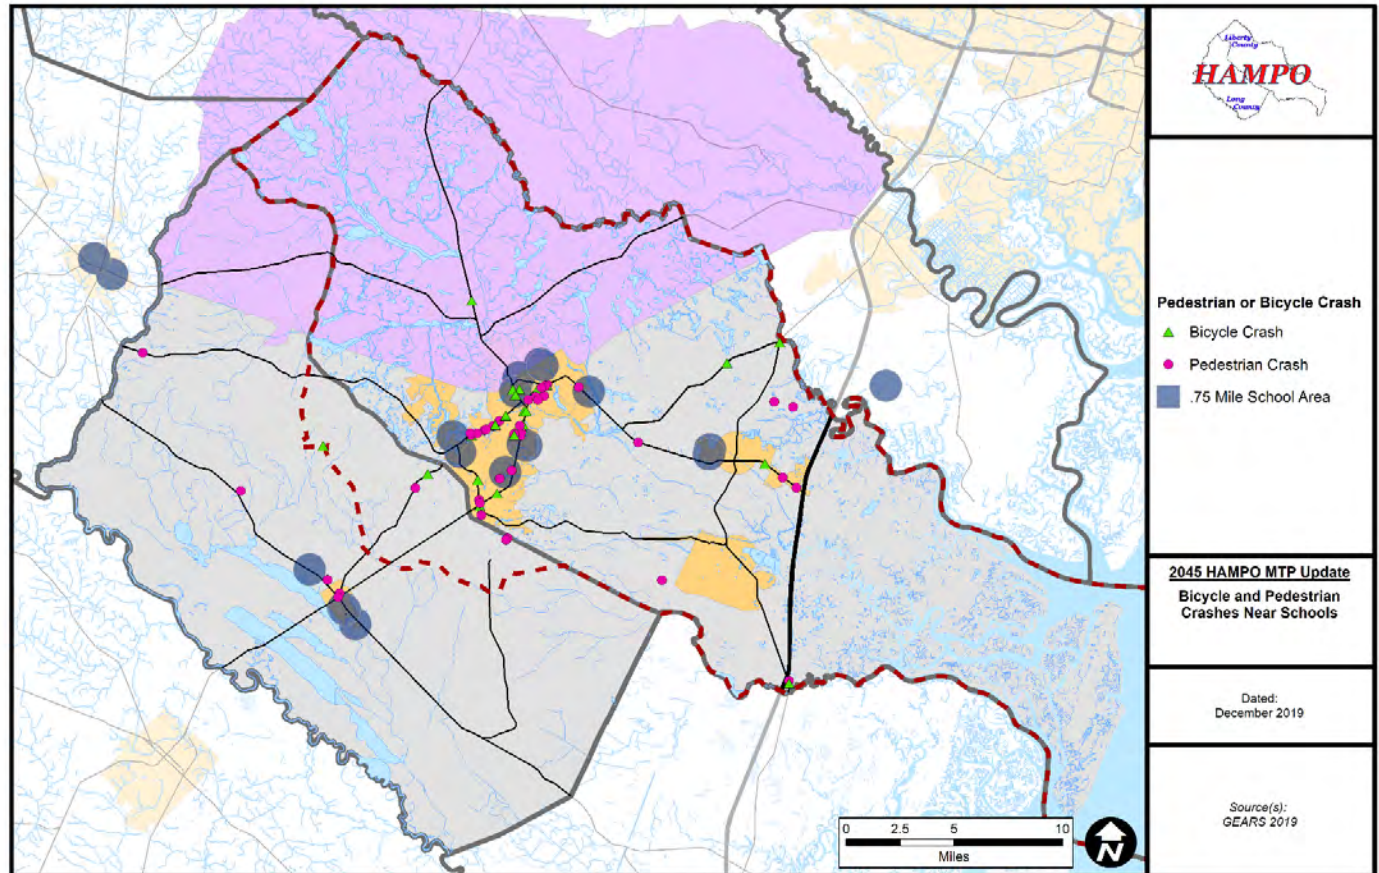 Liberty
County
HAMPO
Long
County
Pedestrian or Bicycle Crash
Bicycle Crash
Pedestrian Crash
.75 Mile School Area
2045 HAMPO MTP Update
Bicycle and Pedestrian
Crashes Near Schools
Dated:
December 2019
Source(s):
GEARS 2019
0 2.5 5 10
Miles
N